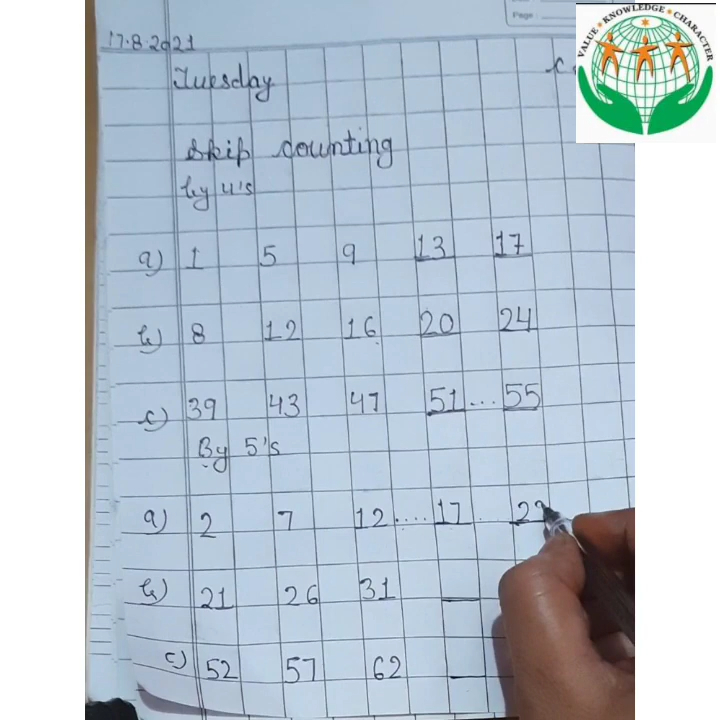 Page
VALUE * KNOWLEDGE * CHARACTER
17.8.2021
Tuesday
Skip counting
by 4's
a) 1 5 9 13 17
b) 8 12 16 20 24
c) 39 43 47 51 ... 55
By 5's
a) 2 7 12 .... 17 .. 22
b) 21 26 31 _
c) 52 57 62 _